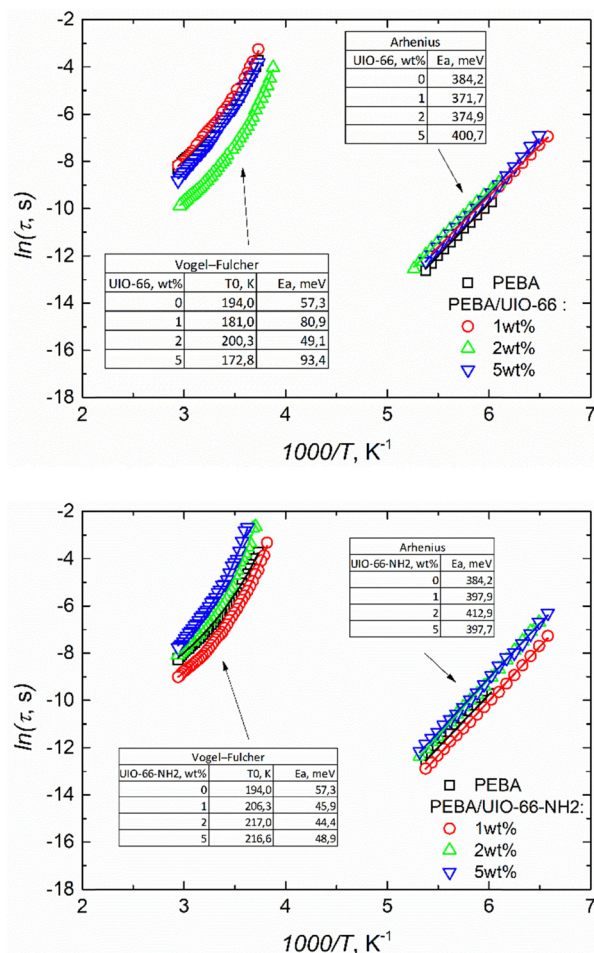 Arhenius
UIO-66, wt% Ea, meV
0 384,2
1 371,7
2 374,9
5 400,7
-2
-4
-6
-8
-10
-12
-14
-16
-18
ln(τ, s)
Vogel–Fulcher
UIO-66, wt% T0, K Ea, meV
0 194,0 57,3
1 181,0 80,9
2 200,3 49,1
5 172,8 93,4
PEBA
PEBA/UIO-66 :
1wt%
2wt%
5wt%
2 3 4 5 6 7
1000/T, K-1
-2
-4
-6
-8
-10
-12
-14
-16
-18
ln(τ, s)
Arhenius
UIO-66-NH2, wt% Ea, meV
0 384,2
1 397,9
2 412,9
5 397,7
Vogel–Fulcher
UIO-66-NH2, wt% T0, K Ea, meV
0 194,0 57,3
1 206,3 45,9
2 217,0 44,4
5 216,6 48,9
PEBA
PEBA/UIO-66-NH2:
1wt%
2wt%
5wt%
2 3 4 5 6 7
1000/T, K-1